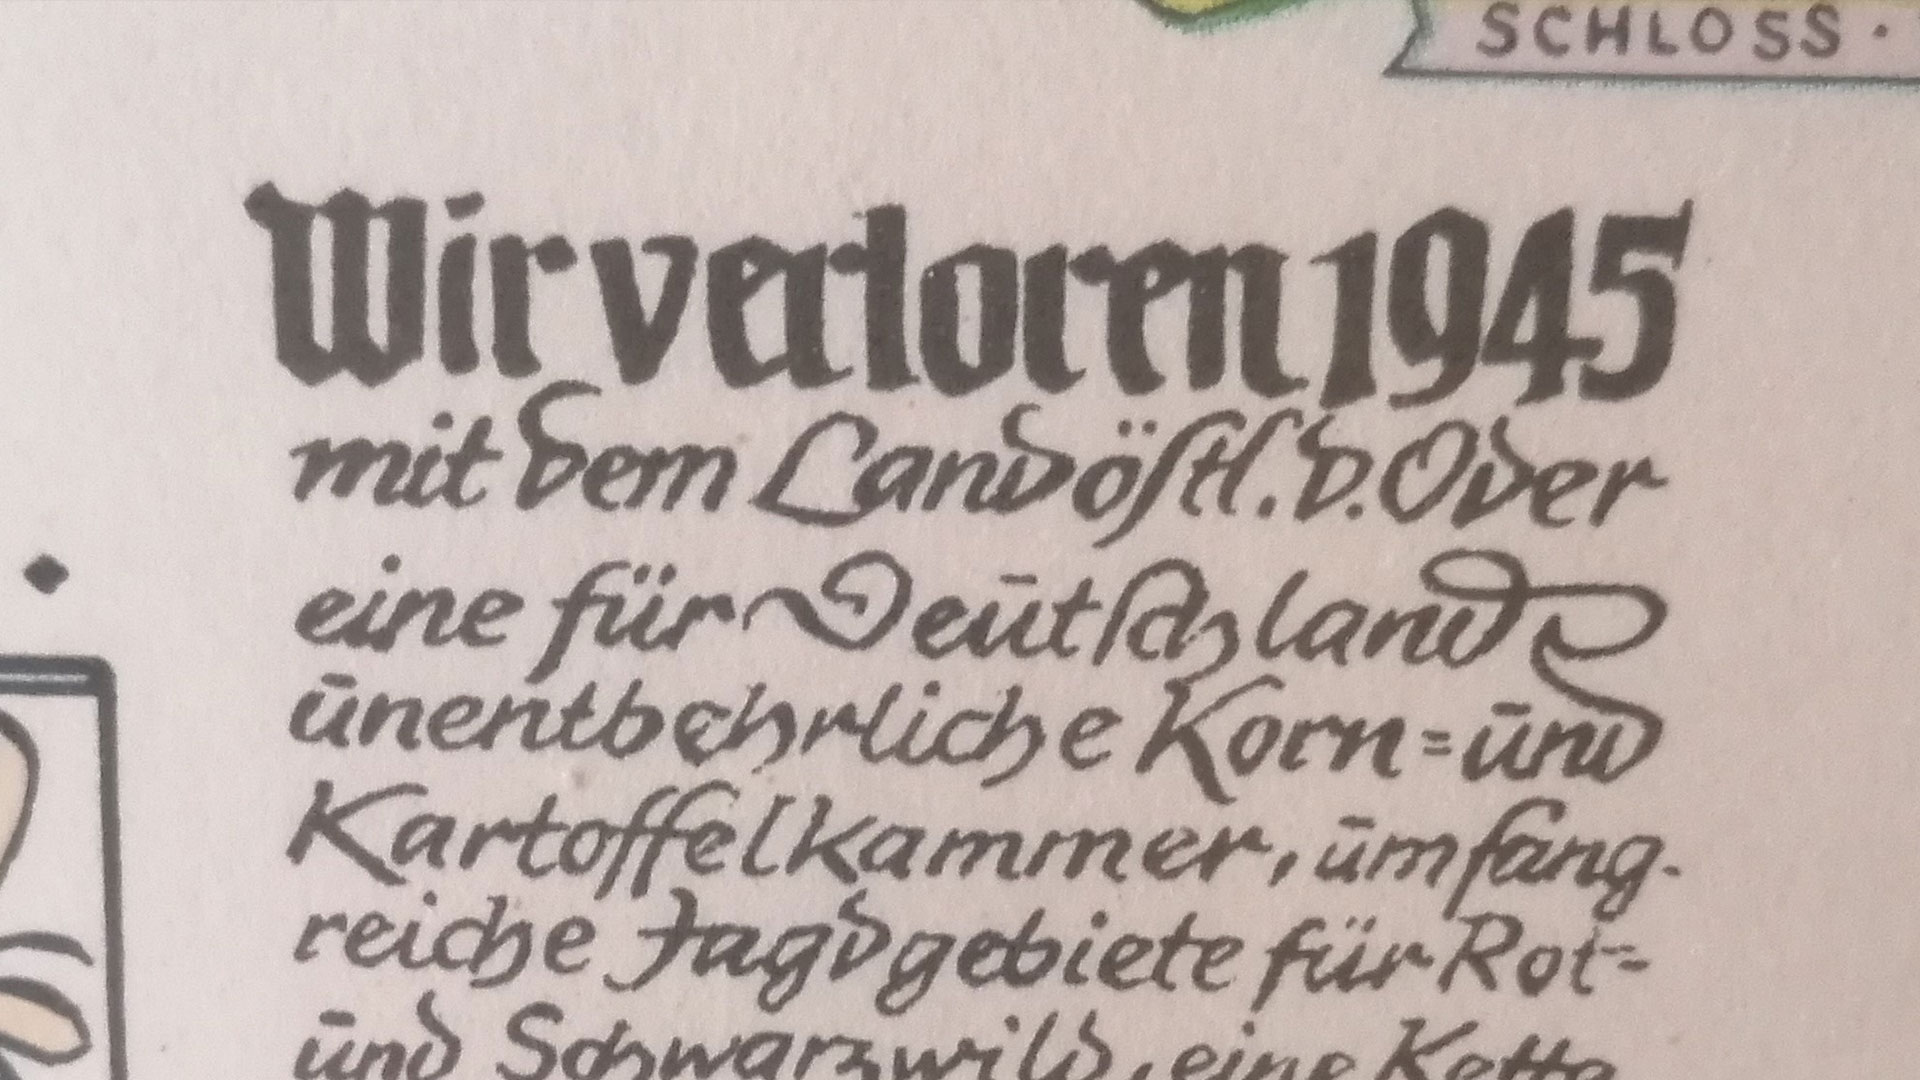 SCHLOSS ·
Wir verloren 1945
mit dem Land östl. d. Oder
eine für Deutschland
unentbehrliche Korn= und
Kartoffelkammer, umfang-
reiche Jagdgebiete für Rot=
und Schwarzwild, eine Kette